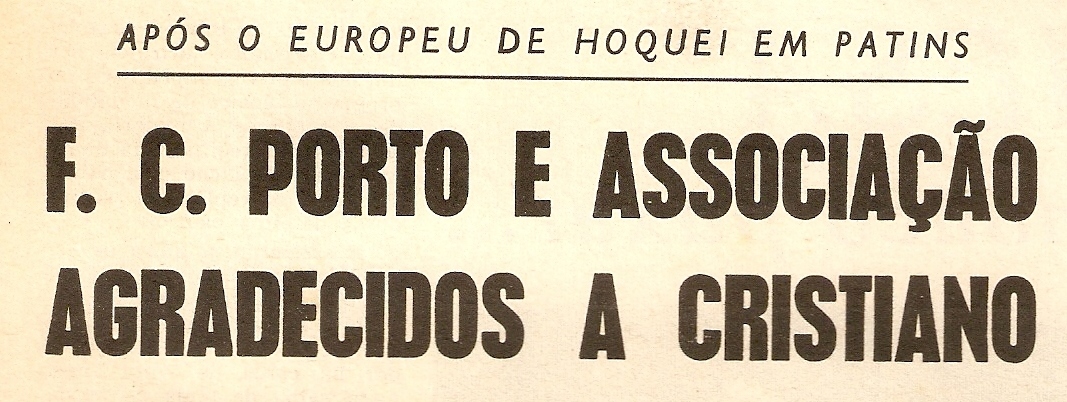 APÓS O EUROPEU DE HOQUEI EM PATINS
F. C. PORTO E ASSOCIAÇÃO
AGRADECIDOS A CRISTIANO